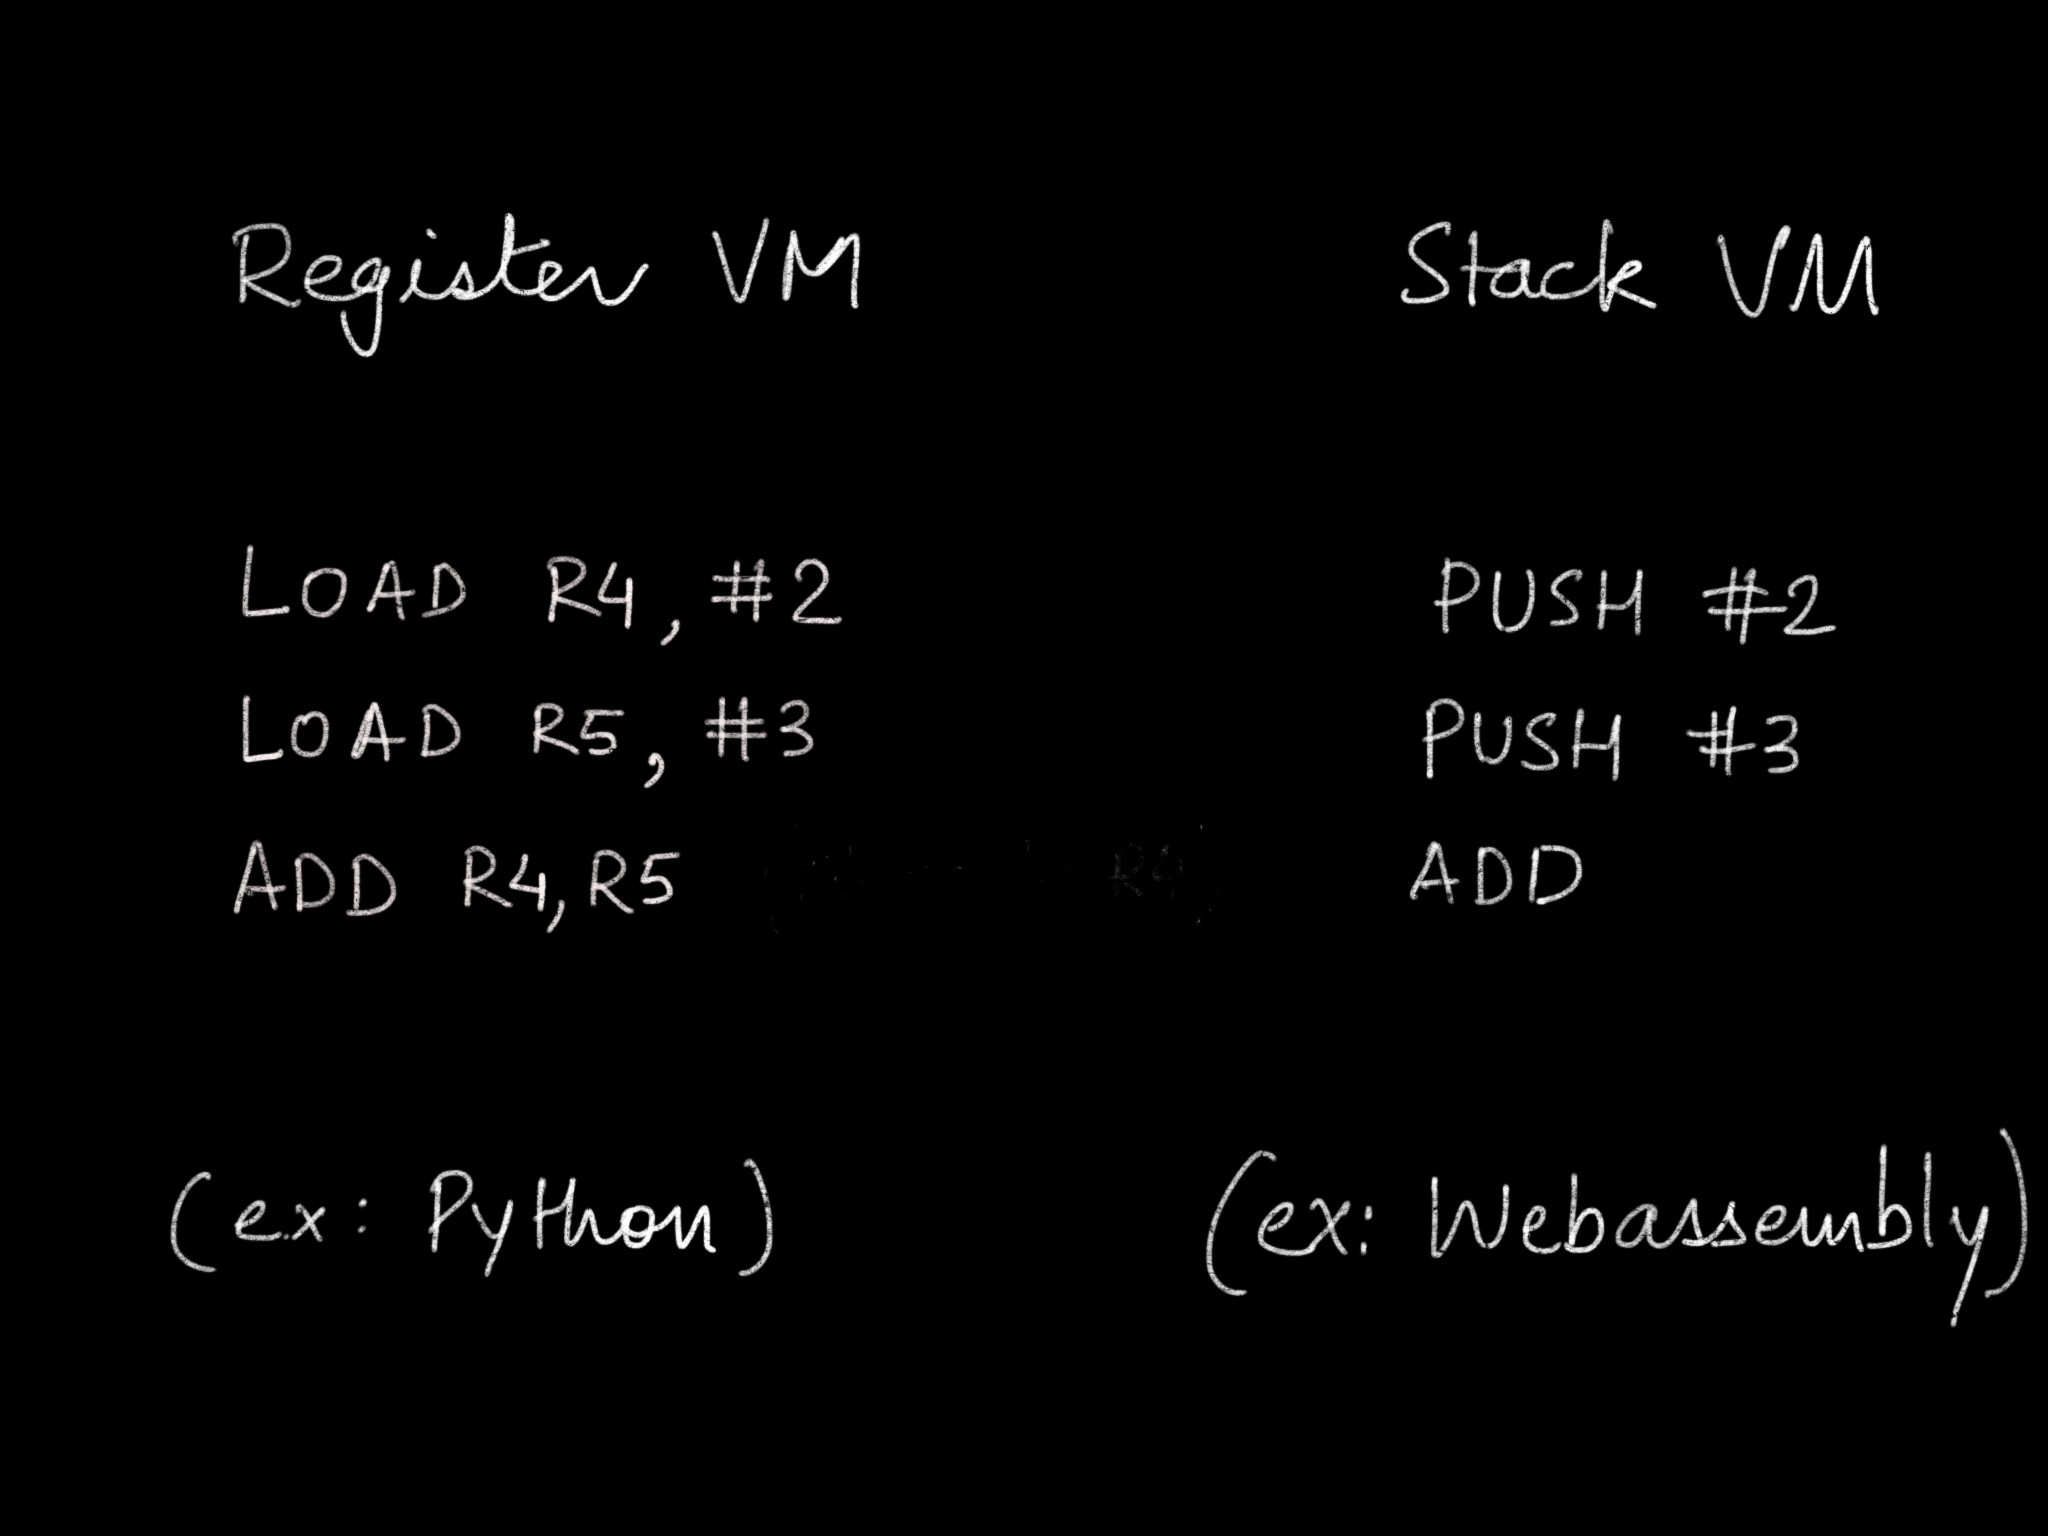 Register VM
LOAD R4, #2
LOAD R5, #3
ADD R4,R5
(ex: Python)
Stack VM
PUSH #2
PUSH #3
ADD
(ex: Webassembly)